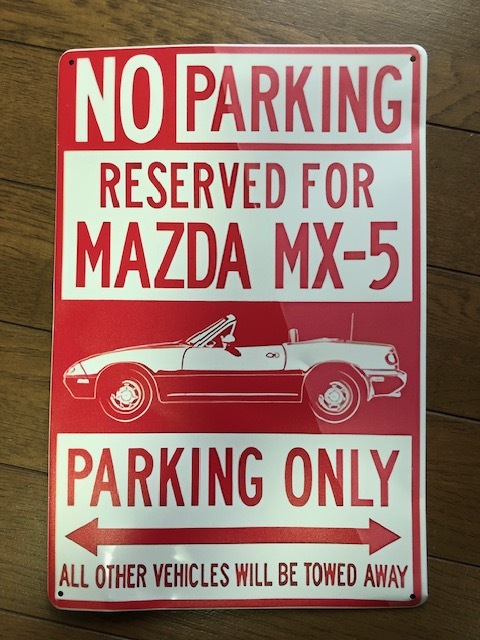 NO PARKING
RESERVED FOR
MAZDA MX-5
PARKING ONLY
ALL OTHER VEHICLES WILL BE TOWED AWAY